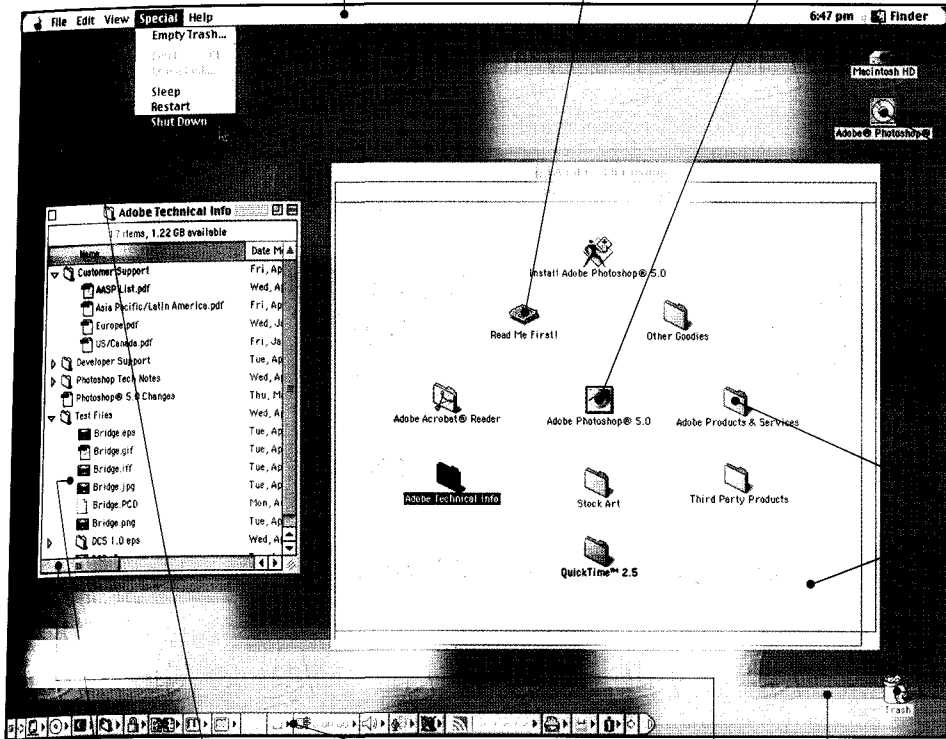 File Edit View Special Help
6:47 pm Finder
Empty Trash...
Sleep
Restart
Shut Down
Macintosh HD
Adobe® Photoshop®
Adobe Technical Info
items, 1.22 GB available
Name Date M
Customer Support Fri, Ap
AASP List.pdf Wed, A
Asia Pacific/Latin America.pdf Fri, Ap
Europe.pdf Wed, J
US/Canada.pdf Fri, Ja
Developer Support Tue, Ap
Photoshop Tech Notes Wed, A
Photoshop® 5.0 Changes Thu, M
Test Files Wed, A
Bridge.eps Tue, Ap
Bridge.gif Tue, Ap
Bridge.iff Tue, Ap
Bridge.jpg Tue, Ap
Bridge.PCD Mon, A
Bridge.png Tue, Ap
DCS 1.0 eps Wed, A
Install Adobe Photoshop® 5.0
Read Me First!
Other Goodies
Adobe Acrobat® Reader
Adobe Photoshop® 5.0
Adobe Products & Services
Adobe Technical Info
Stock Art
Third Party Products
QuickTime™ 2.5
Trash